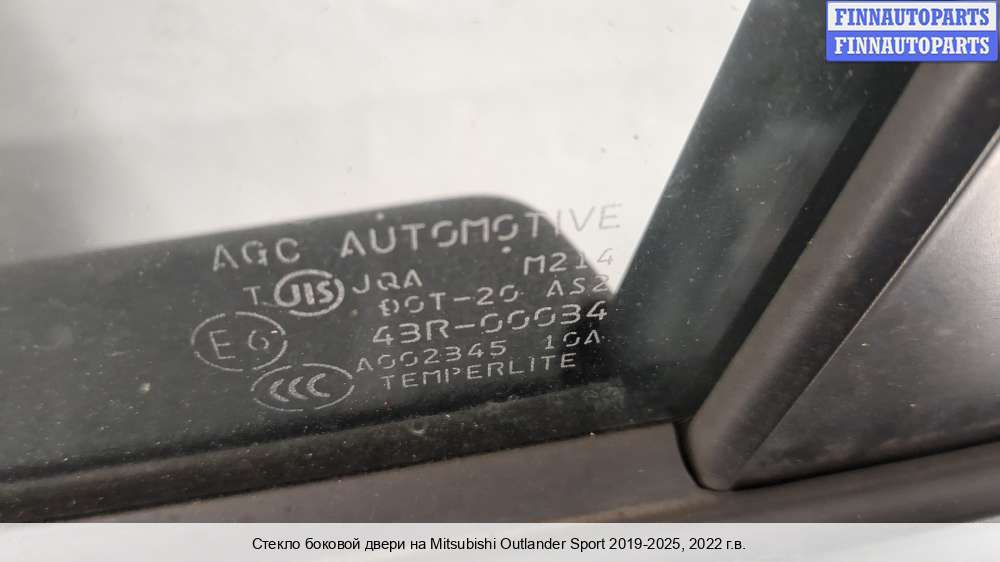 FINNAUTOPARTS
FINNAUTOPARTS
AGC AUTOMOTIVE
T JIS JQA M214
DOT-20 AS2
E6 43R-00034
A002345 10A
CCC TEMPERLITE
Стекло боковой двери на Mitsubishi Outlander Sport 2019-2025, 2022 г.в.